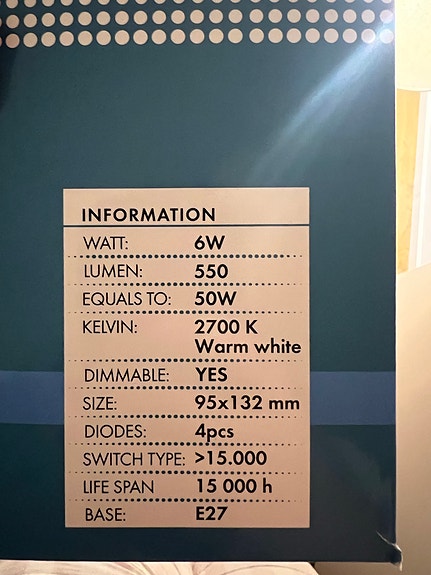 INFORMATION
WATT: 6W
LUMEN: 550
EQUALS TO: 50W
KELVIN: 2700 K
Warm white
DIMMABLE: YES
SIZE: 95x132 mm
DIODES: 4pcs
SWITCH TYPE: >15.000
LIFE SPAN 15 000 h
BASE: E27